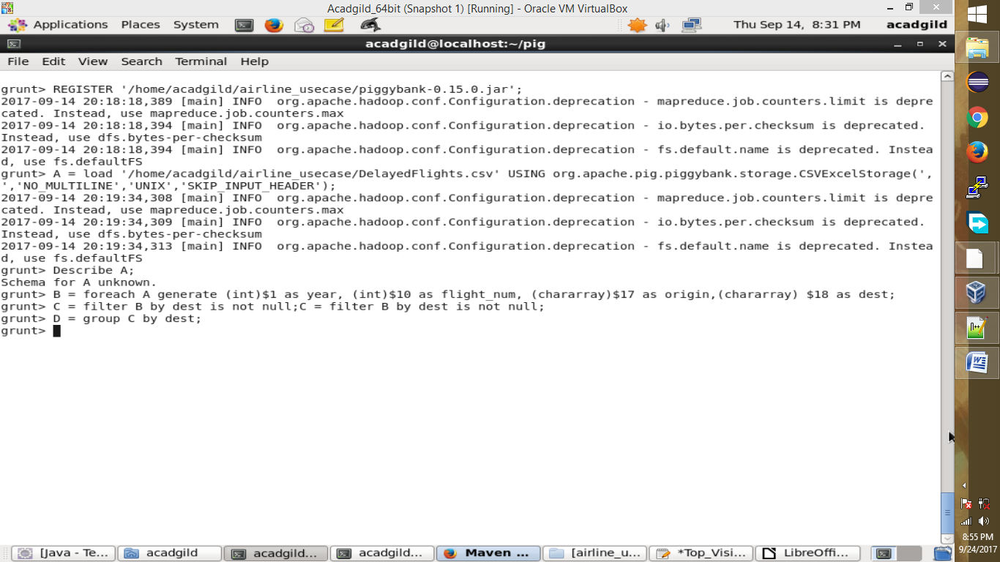 Acadgild_64bit (Snapshot 1) [Running] - Oracle VM VirtualBox
Applications Places System Thu Sep 14, 8:31 PM acadgild
acadgild@localhost:~/pig
File Edit View Search Terminal Help
grunt> REGISTER '/home/acadgild/airline_usecase/piggybank-0.15.0.jar';
2017-09-14 20:18:18,389 [main] INFO  org.apache.hadoop.conf.Configuration.deprecation - mapreduce.job.counters.limit is depre
cated. Instead, use mapreduce.job.counters.max
2017-09-14 20:18:18,394 [main] INFO  org.apache.hadoop.conf.Configuration.deprecation - io.bytes.per.checksum is deprecated.
Instead, use dfs.bytes-per-checksum
2017-09-14 20:18:18,394 [main] INFO  org.apache.hadoop.conf.Configuration.deprecation - fs.default.name is deprecated. Instea
d, use fs.defaultFS
grunt> A = load '/home/acadgild/airline_usecase/DelayedFlights.csv' USING org.apache.pig.piggybank.storage.CSVExcelStorage(',
','NO_MULTILINE','UNIX','SKIP_INPUT_HEADER');
2017-09-14 20:19:34,308 [main] INFO  org.apache.hadoop.conf.Configuration.deprecation - mapreduce.job.counters.limit is depre
cated. Instead, use mapreduce.job.counters.max
2017-09-14 20:19:34,309 [main] INFO  org.apache.hadoop.conf.Configuration.deprecation - io.bytes.per.checksum is deprecated.
Instead, use dfs.bytes-per-checksum
2017-09-14 20:19:34,313 [main] INFO  org.apache.hadoop.conf.Configuration.deprecation - fs.default.name is deprecated. Instea
d, use fs.defaultFS
grunt> Describe A;
Schema for A unknown.
grunt> B = foreach A generate (int)$1 as year, (int)$10 as flight_num, (chararray)$17 as origin,(chararray) $18 as dest;
grunt> C = filter B by dest is not null;C = filter B by dest is not null;
grunt> D = group C by dest;
grunt>
[Java - Te... acadgild acadgild... acadgild... Maven ... [airline_u... *Top_Visi... LibreOffi...
8:55 PM
9/24/2017